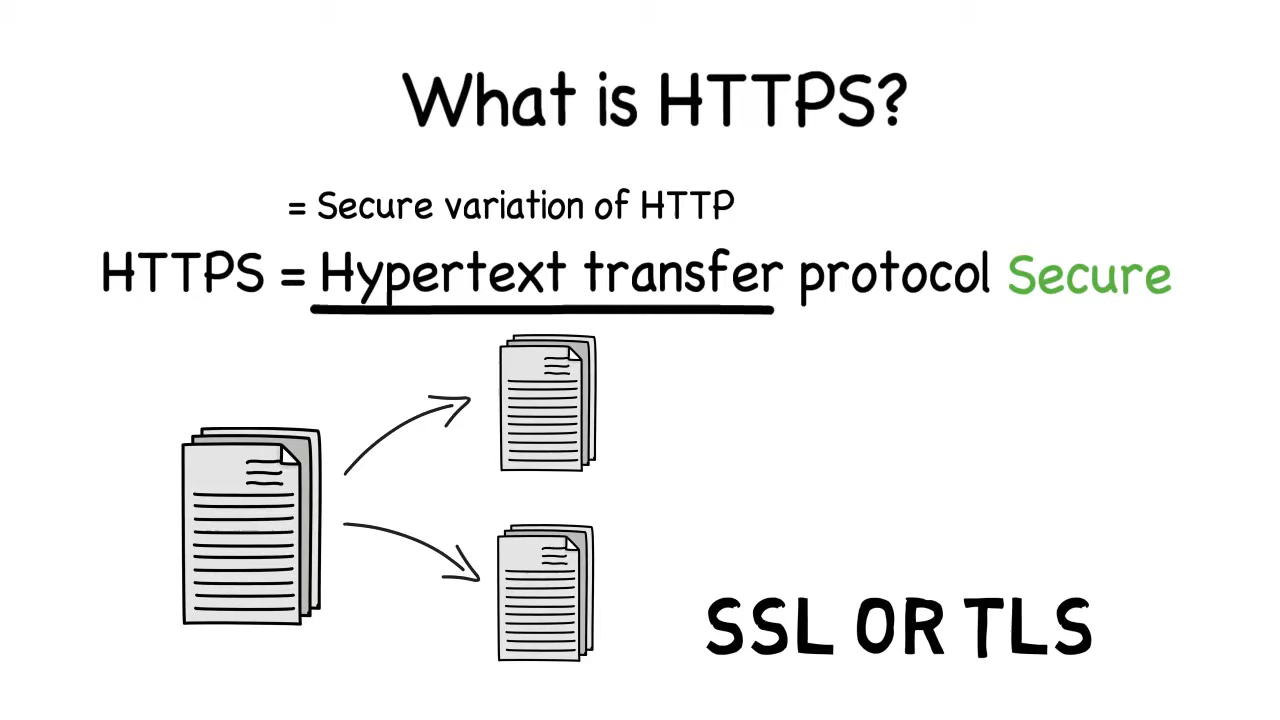 What is HTTPS?
= Secure variation of HTTP
HTTPS = Hypertext transfer protocol Secure
SSL OR TLS